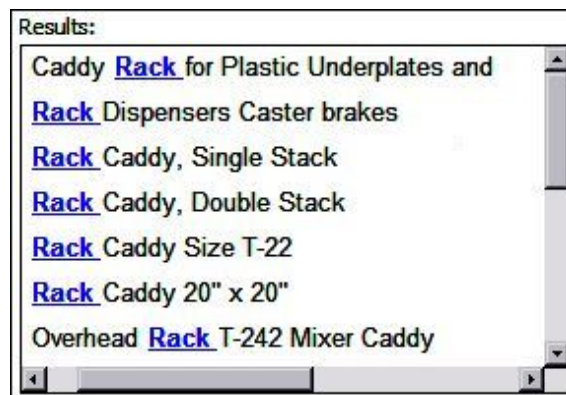 Results:
Caddy Rack for Plastic Underplates and
Rack Dispensers Caster brakes
Rack Caddy, Single Stack
Rack Caddy, Double Stack
Rack Caddy Size T-22
Rack Caddy 20" x 20"
Overhead Rack T-242 Mixer Caddy